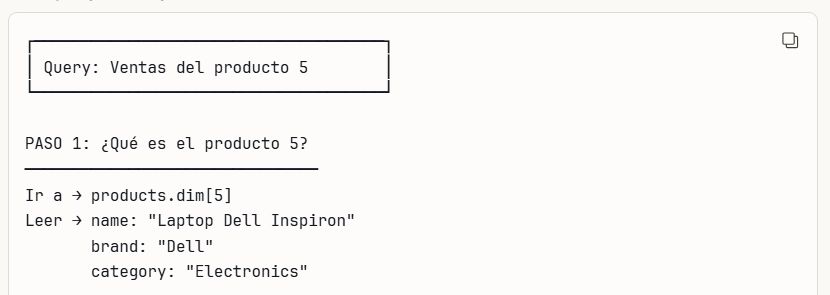 Query: Ventas del producto 5
PASO 1: ¿Qué es el producto 5?
Ir a → products.dim[5]
Leer → name: "Laptop Dell Inspiron"
brand: "Dell"
category: "Electronics"